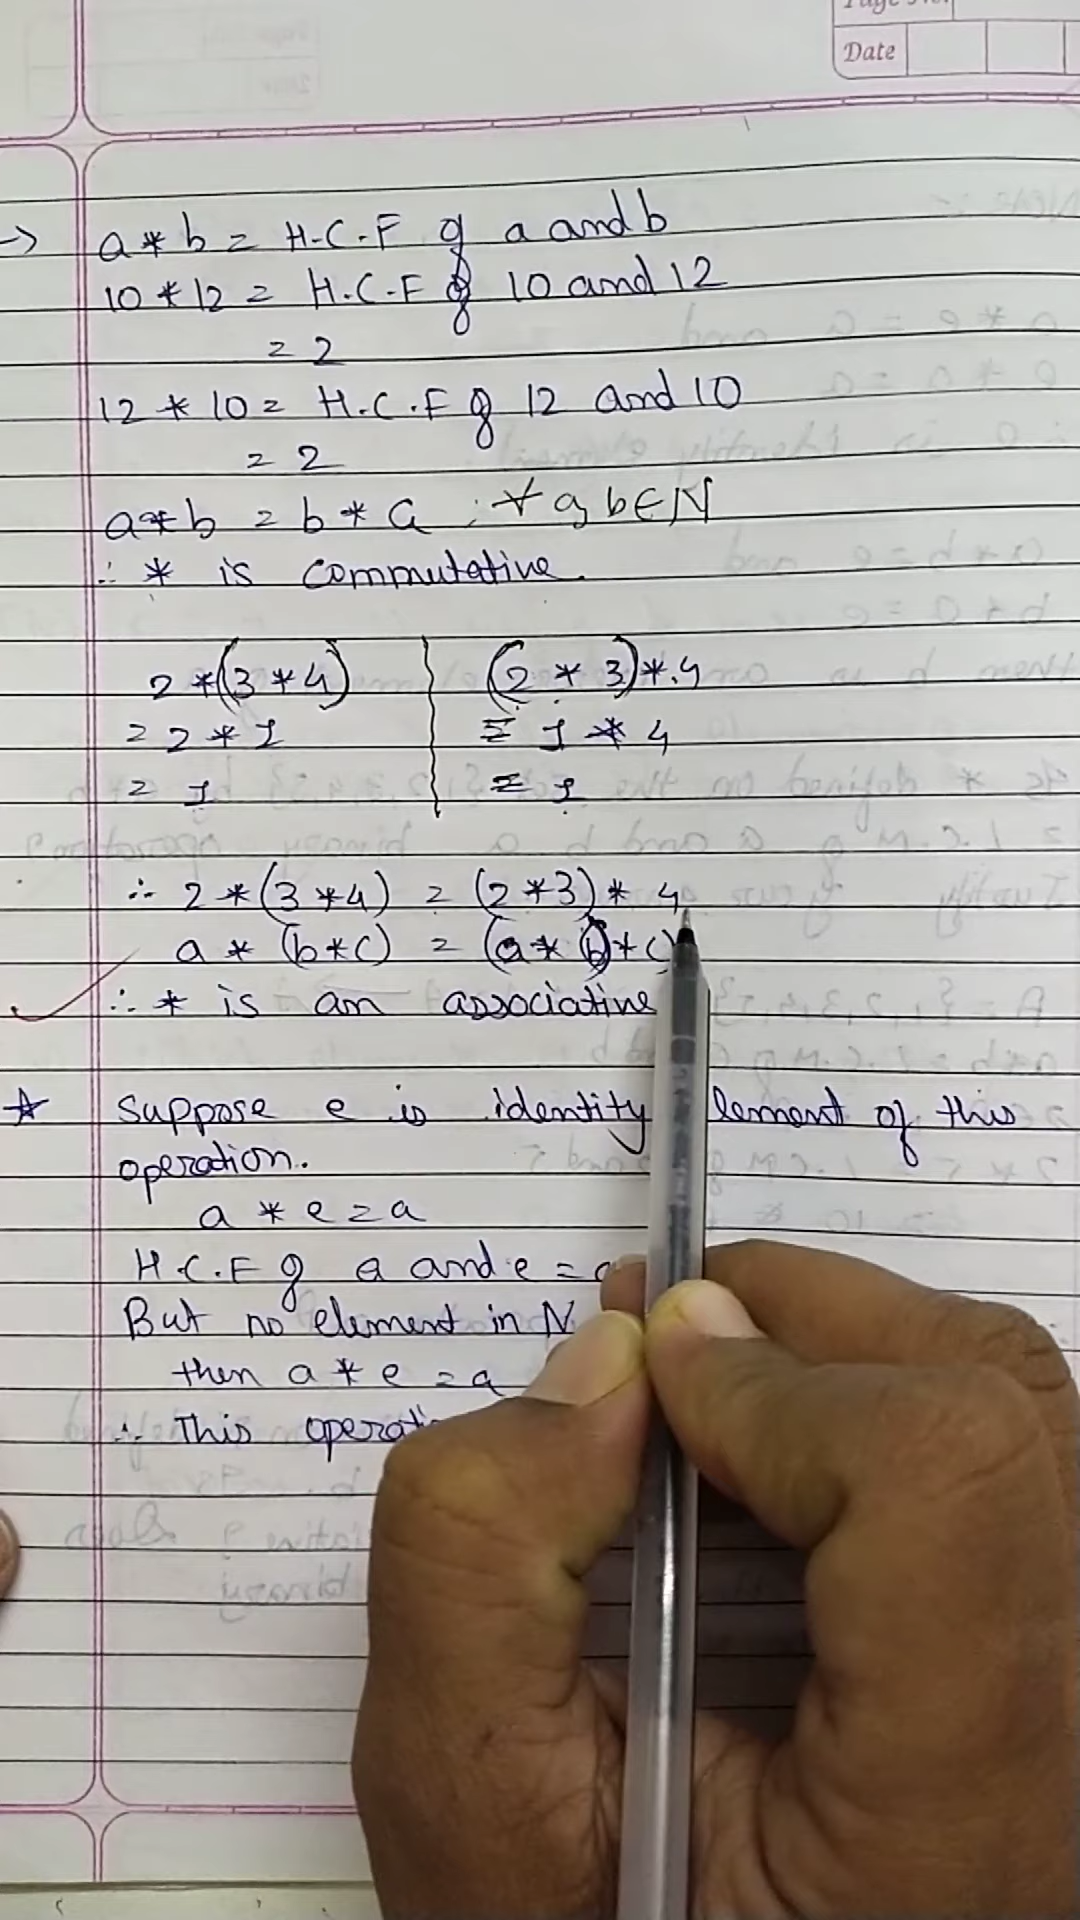 Date
→ a * b = H.C.F of a and b
10 * 12 = H.C.F of 10 and 12
= 2
12 * 10 = H.C.F of 12 and 10
= 2
a * b = b * a ; ∀ a, b ∈ N
∴ * is commutative.
2 * (3 * 4) | (2 * 3) * 4
= 2 * 1 | = 1 * 4
= 1 | = 1
∴ 2 * (3 * 4) = (2 * 3) * 4
a * (b * c) = (a * b) * c
∴ * is an associative
☆ Suppose e is identity lement of this
operation.
a * e = a
H.C.F of a and e = a
But no element in N
then a * e = a
∴ This operati